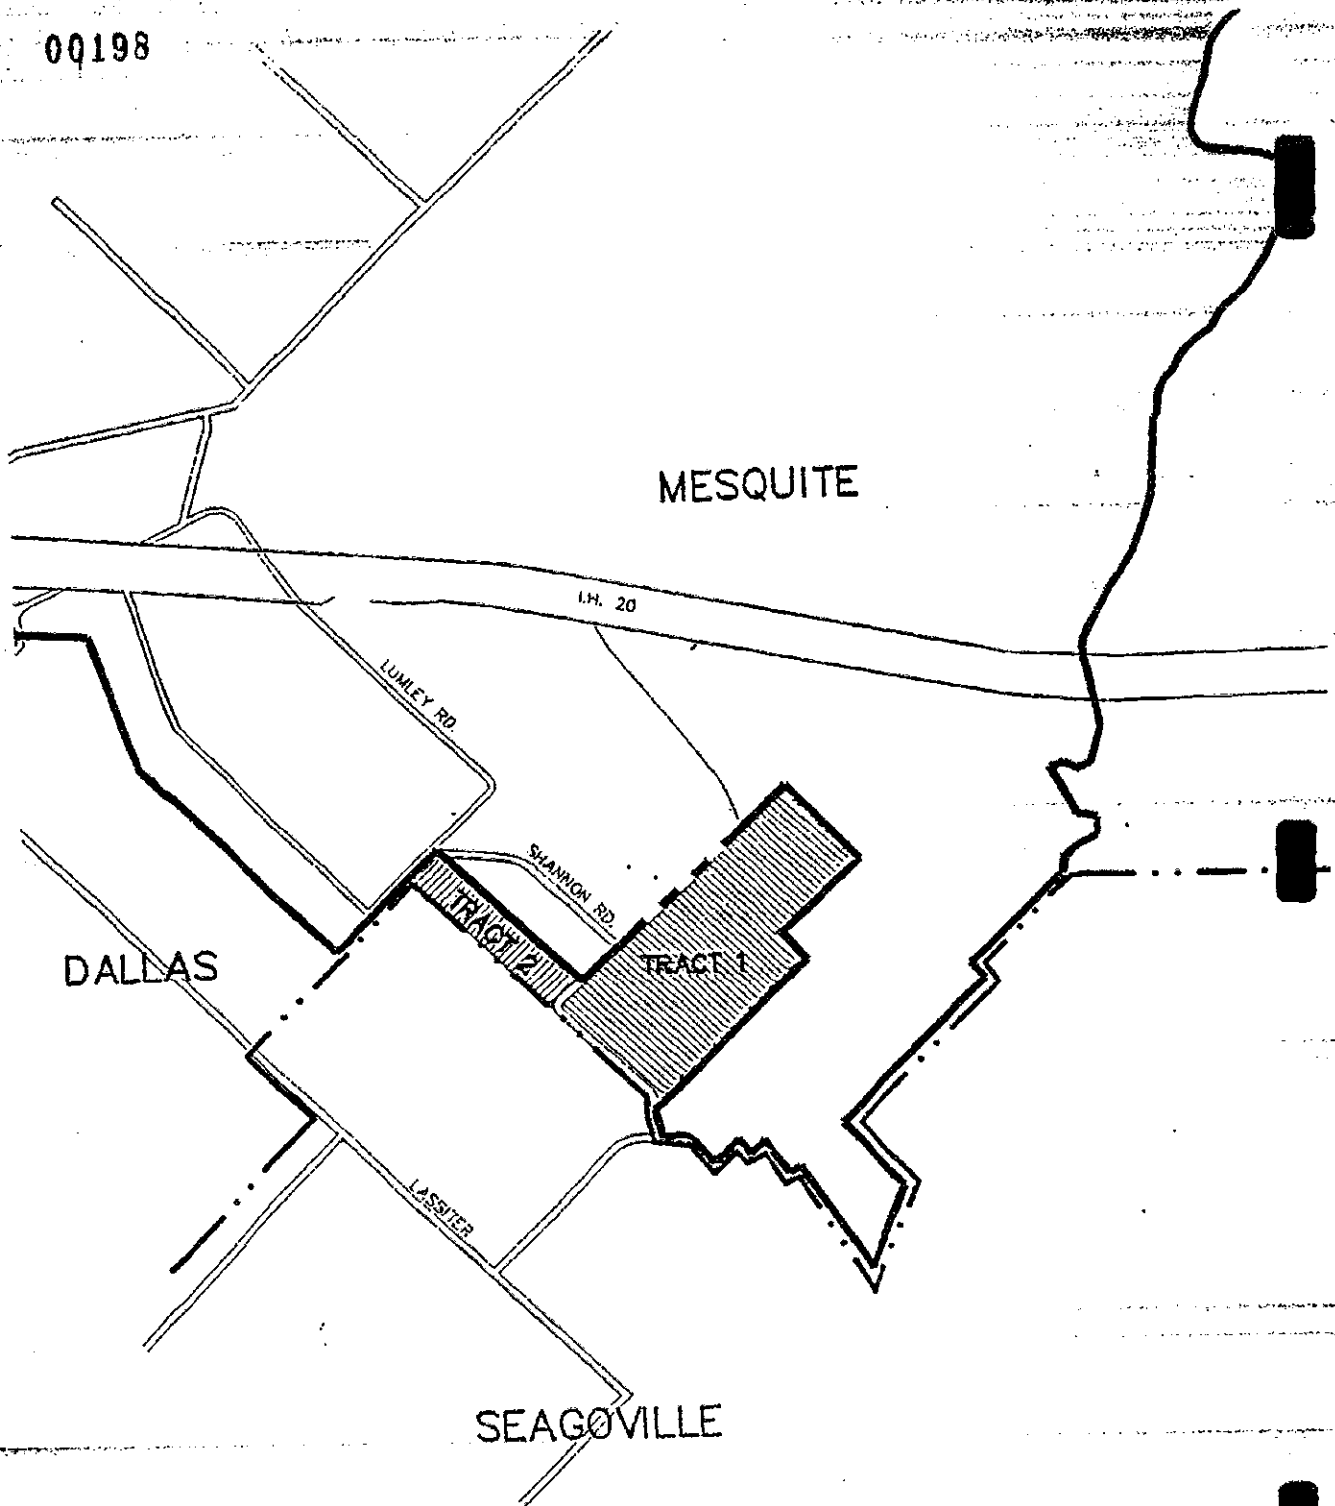 00198
MESQUITE
I.H. 20
LUMLEY RD.
SHANNON RD.
TRACT 2
TRACT 1
DALLAS
LASSITER
SEAGOVILLE